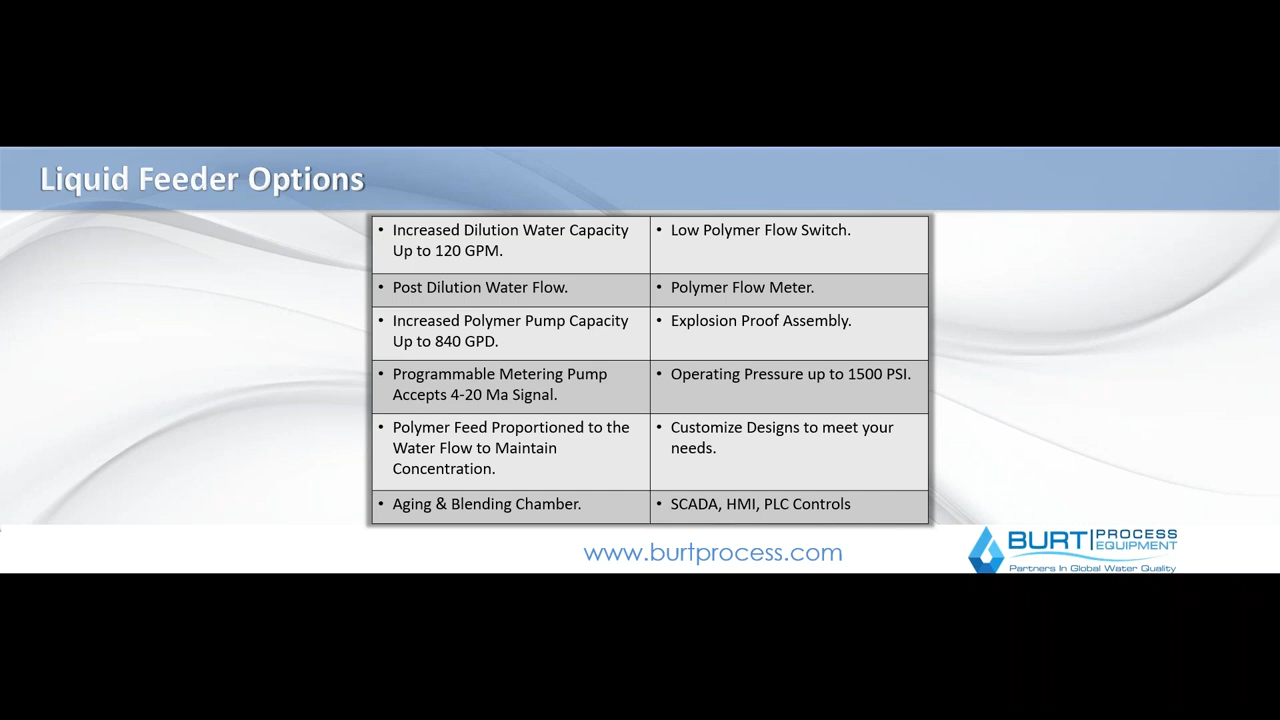 Liquid Feeder Options
• Increased Dilution Water Capacity
Up to 120 GPM.
• Low Polymer Flow Switch.
• Post Dilution Water Flow.
• Polymer Flow Meter.
• Increased Polymer Pump Capacity
Up to 840 GPD.
• Explosion Proof Assembly.
• Programmable Metering Pump
Accepts 4-20 Ma Signal.
• Operating Pressure up to 1500 PSI.
• Polymer Feed Proportioned to the
Water Flow to Maintain
Concentration.
• Customize Designs to meet your
needs.
• Aging & Blending Chamber.
• SCADA, HMI, PLC Controls
www.burtprocess.com
BURT|PROCESS
EQUIPMENT
Partners In Global Water Quality